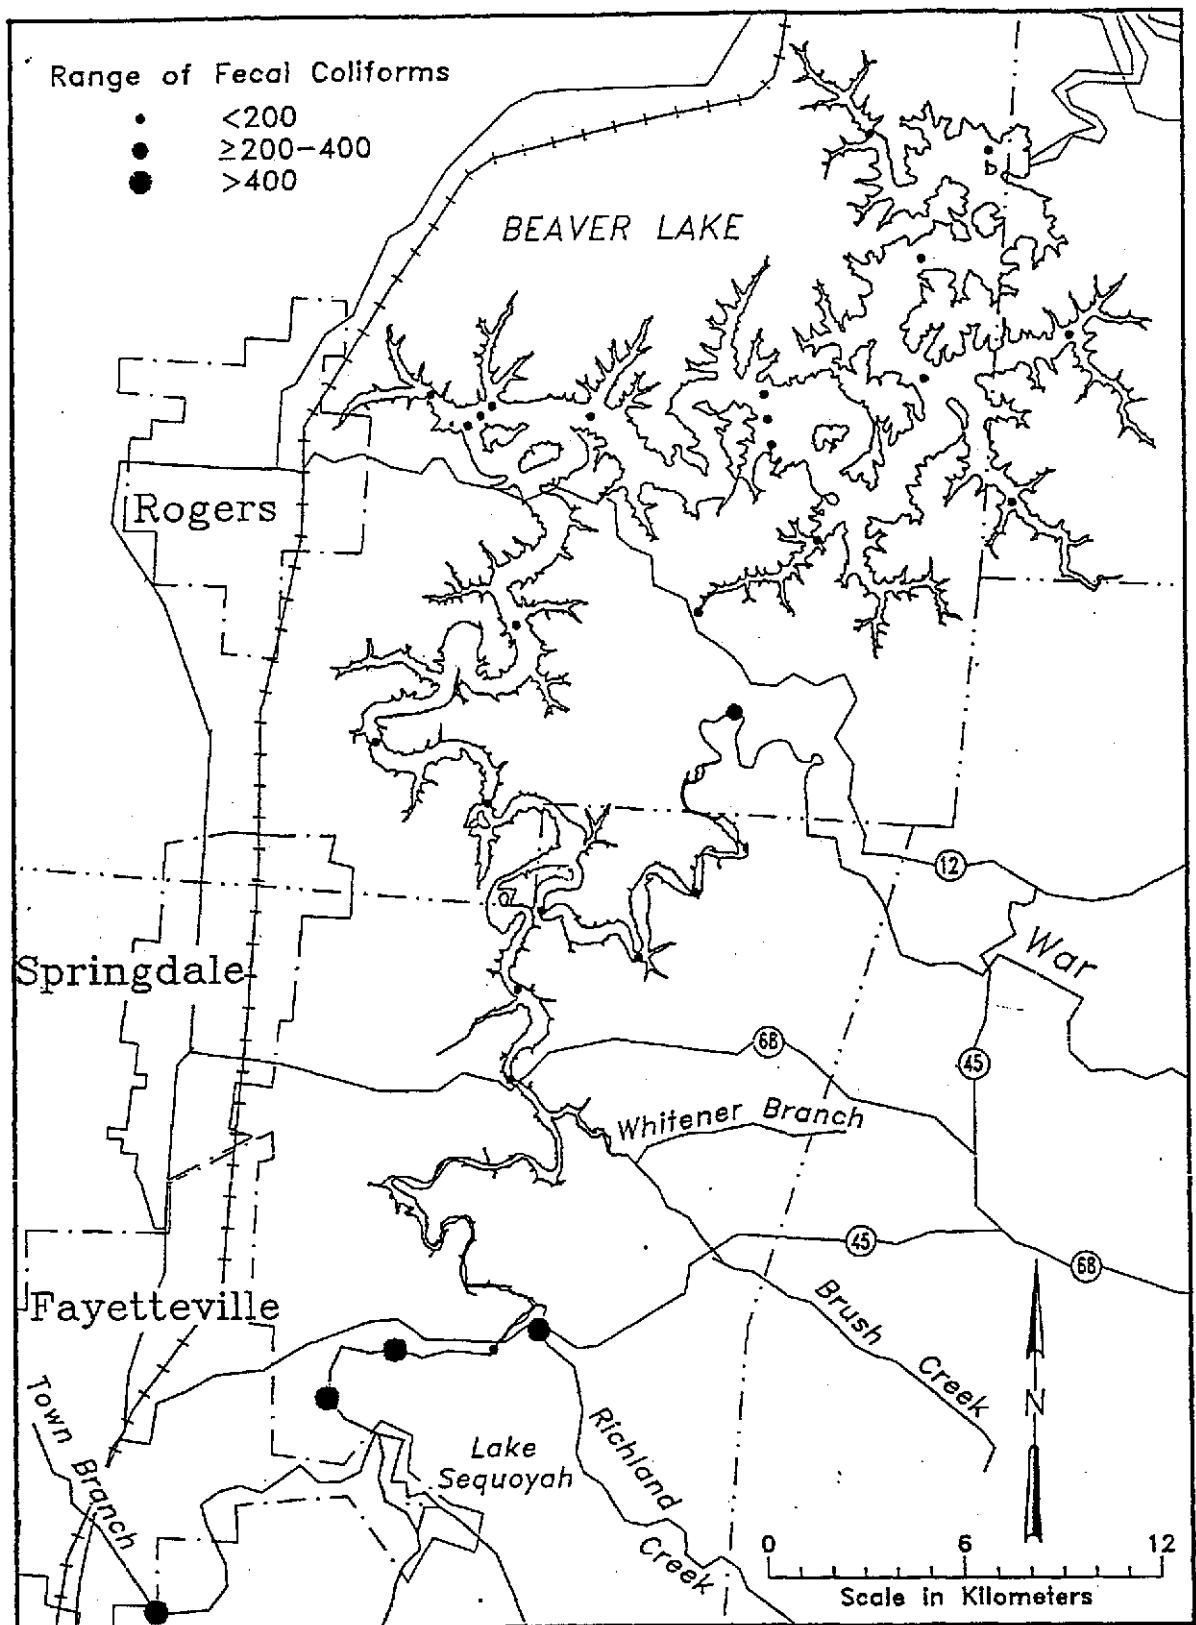 Range of Fecal Coliforms
<200
≥200-400
>400
BEAVER LAKE
Rogers
12
War
Springdale
68
45
Whitener Branch
45
68
Fayetteville
Brush Creek
Town Branch
Lake
Sequoyah
Richland Creek
N
0 6 12
Scale in Kilometers